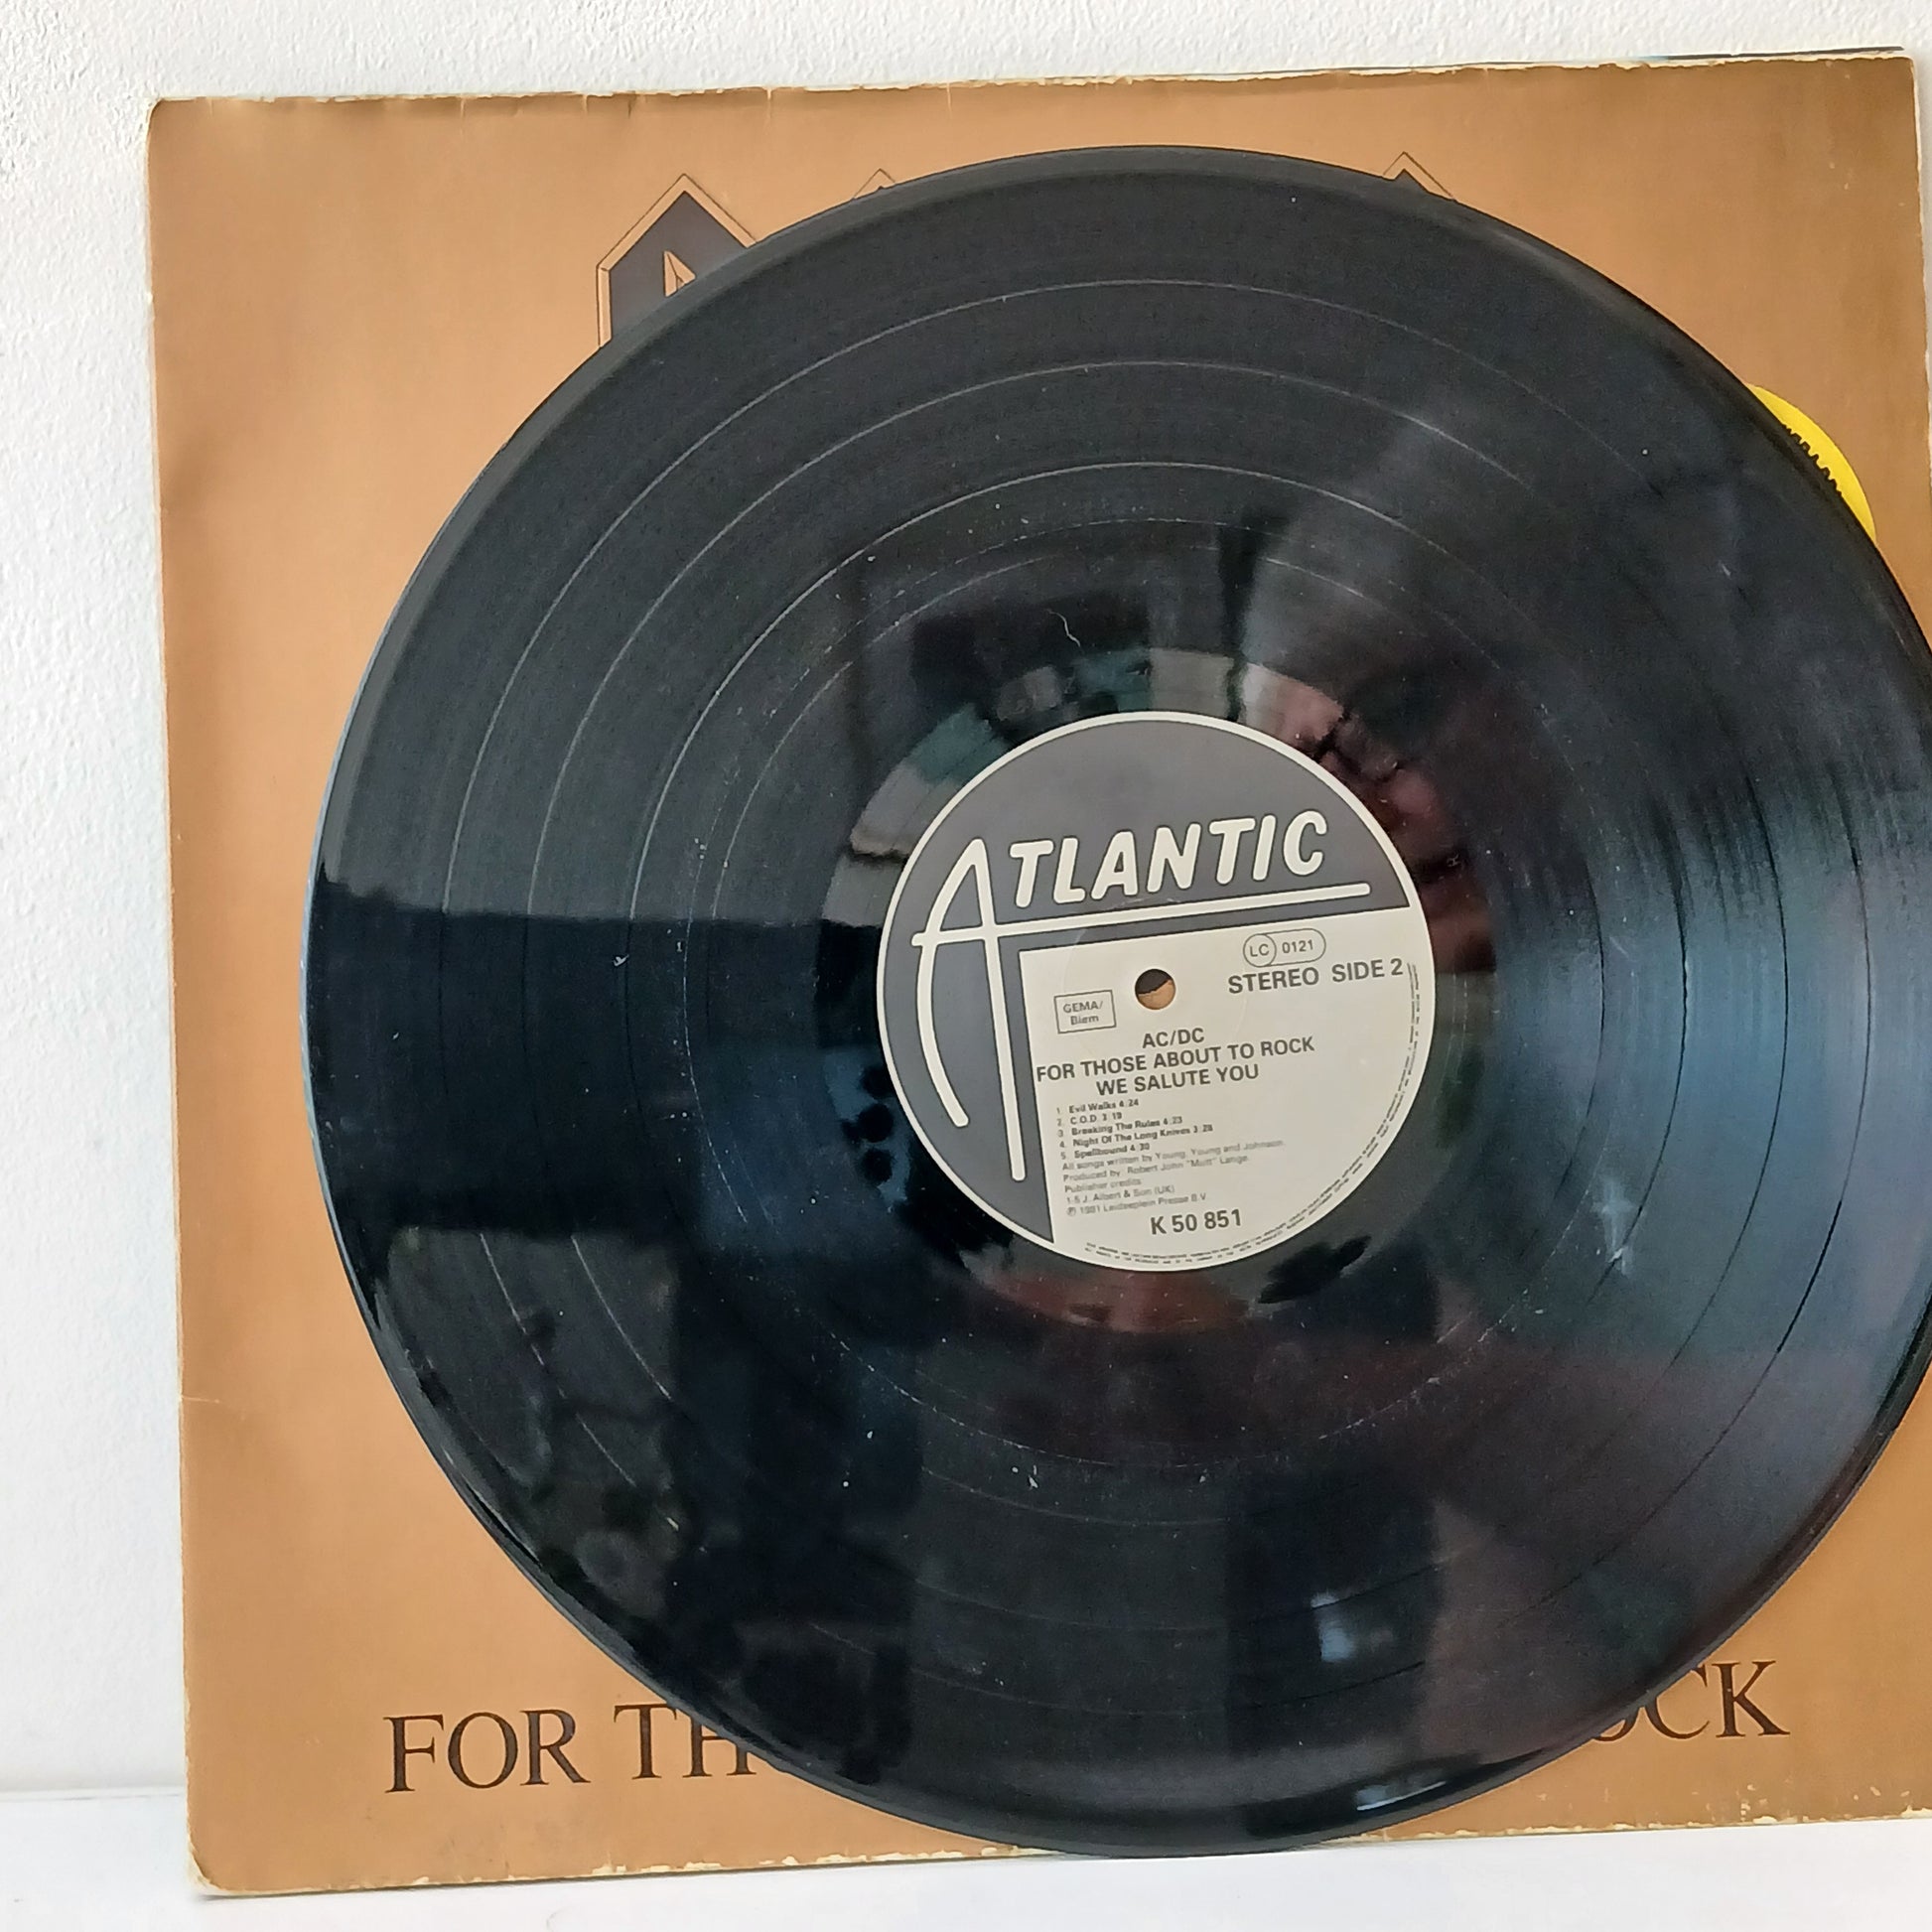 ATLANTIC
LC 0121
STEREO SIDE 2
GEMA/
Biem
AC/DC
FOR THOSE ABOUT TO ROCK
WE SALUTE YOU
1. Evil Walks 4:24
2. C.O.D. 3:19
3. Breaking The Rules 4:23
4. Night Of The Long Knives 3:28
5. Spellbound 4:30
All songs written by Young, Young and Johnson
Produced by: Robert John "Mutt" Lange
Publisher credits:
1-5 J. Albert & Son (UK)
℗ 1981 Leidseplein Presse B.V.
K 50 851
FOR TH OCK